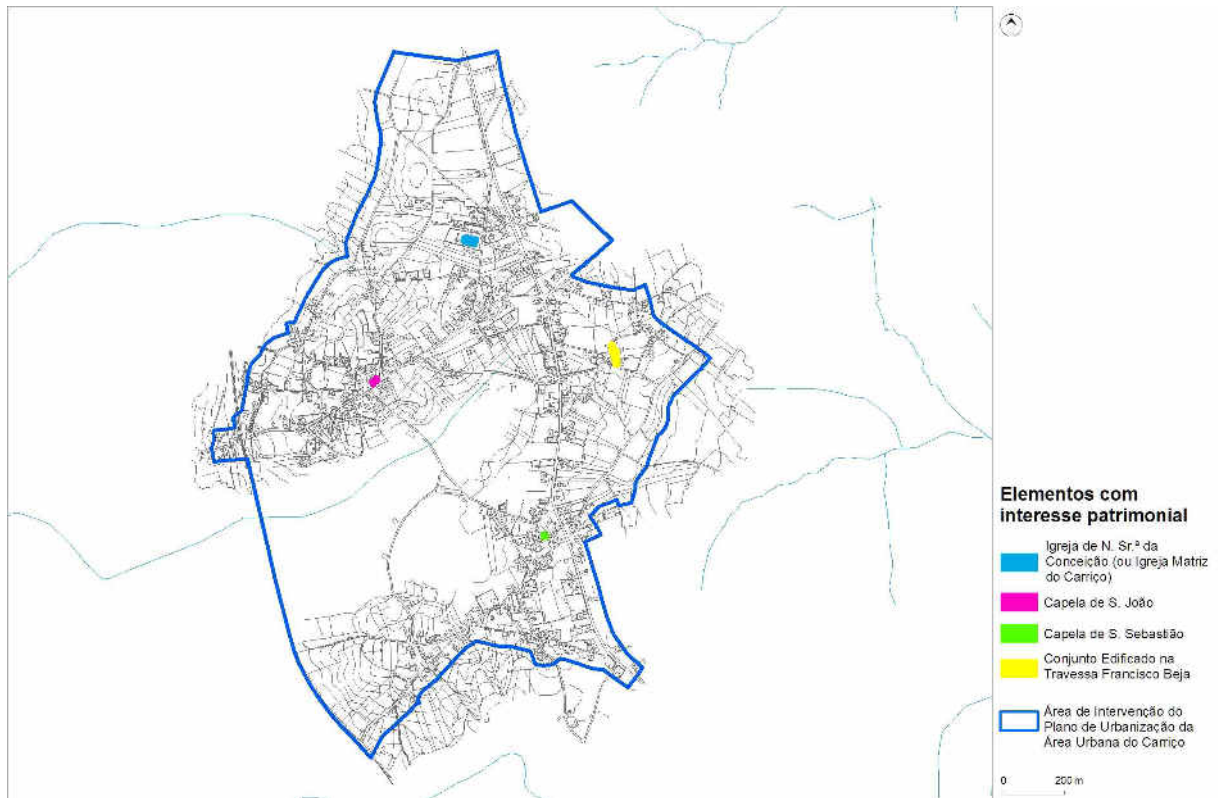 Elementos com
interesse patrimonial
Igreja de N. Sr.ª da
Conceição (ou Igreja Matriz
do Carriço)
Capela de S. João
Capela de S. Sebastião
Conjunto Edificado na
Travessa Francisco Beja
Área de Intervenção do
Plano de Urbanização da
Área Urbana do Carriço
0 200 m